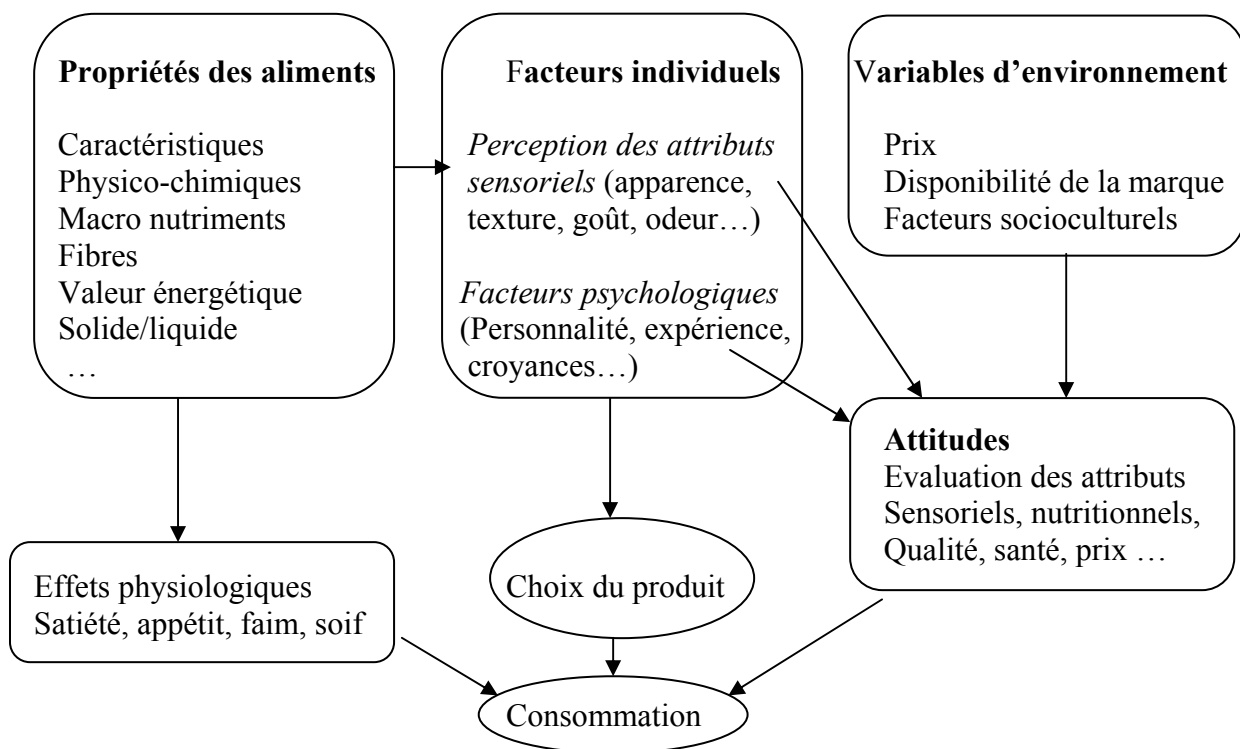 Propriétés des aliments
Caractéristiques
Physico-chimiques
Macro nutriments
Fibres
Valeur énergétique
Solide/liquide
…
Facteurs individuels
Perception des attributs
sensoriels (apparence,
texture, goût, odeur…)
Facteurs psychologiques
(Personnalité, expérience,
croyances…)
Variables d’environnement
Prix
Disponibilité de la marque
Facteurs socioculturels
Attitudes
Evaluation des attributs
Sensoriels, nutritionnels,
Qualité, santé, prix …
Effets physiologiques
Satiété, appétit, faim, soif
Choix du produit
Consommation